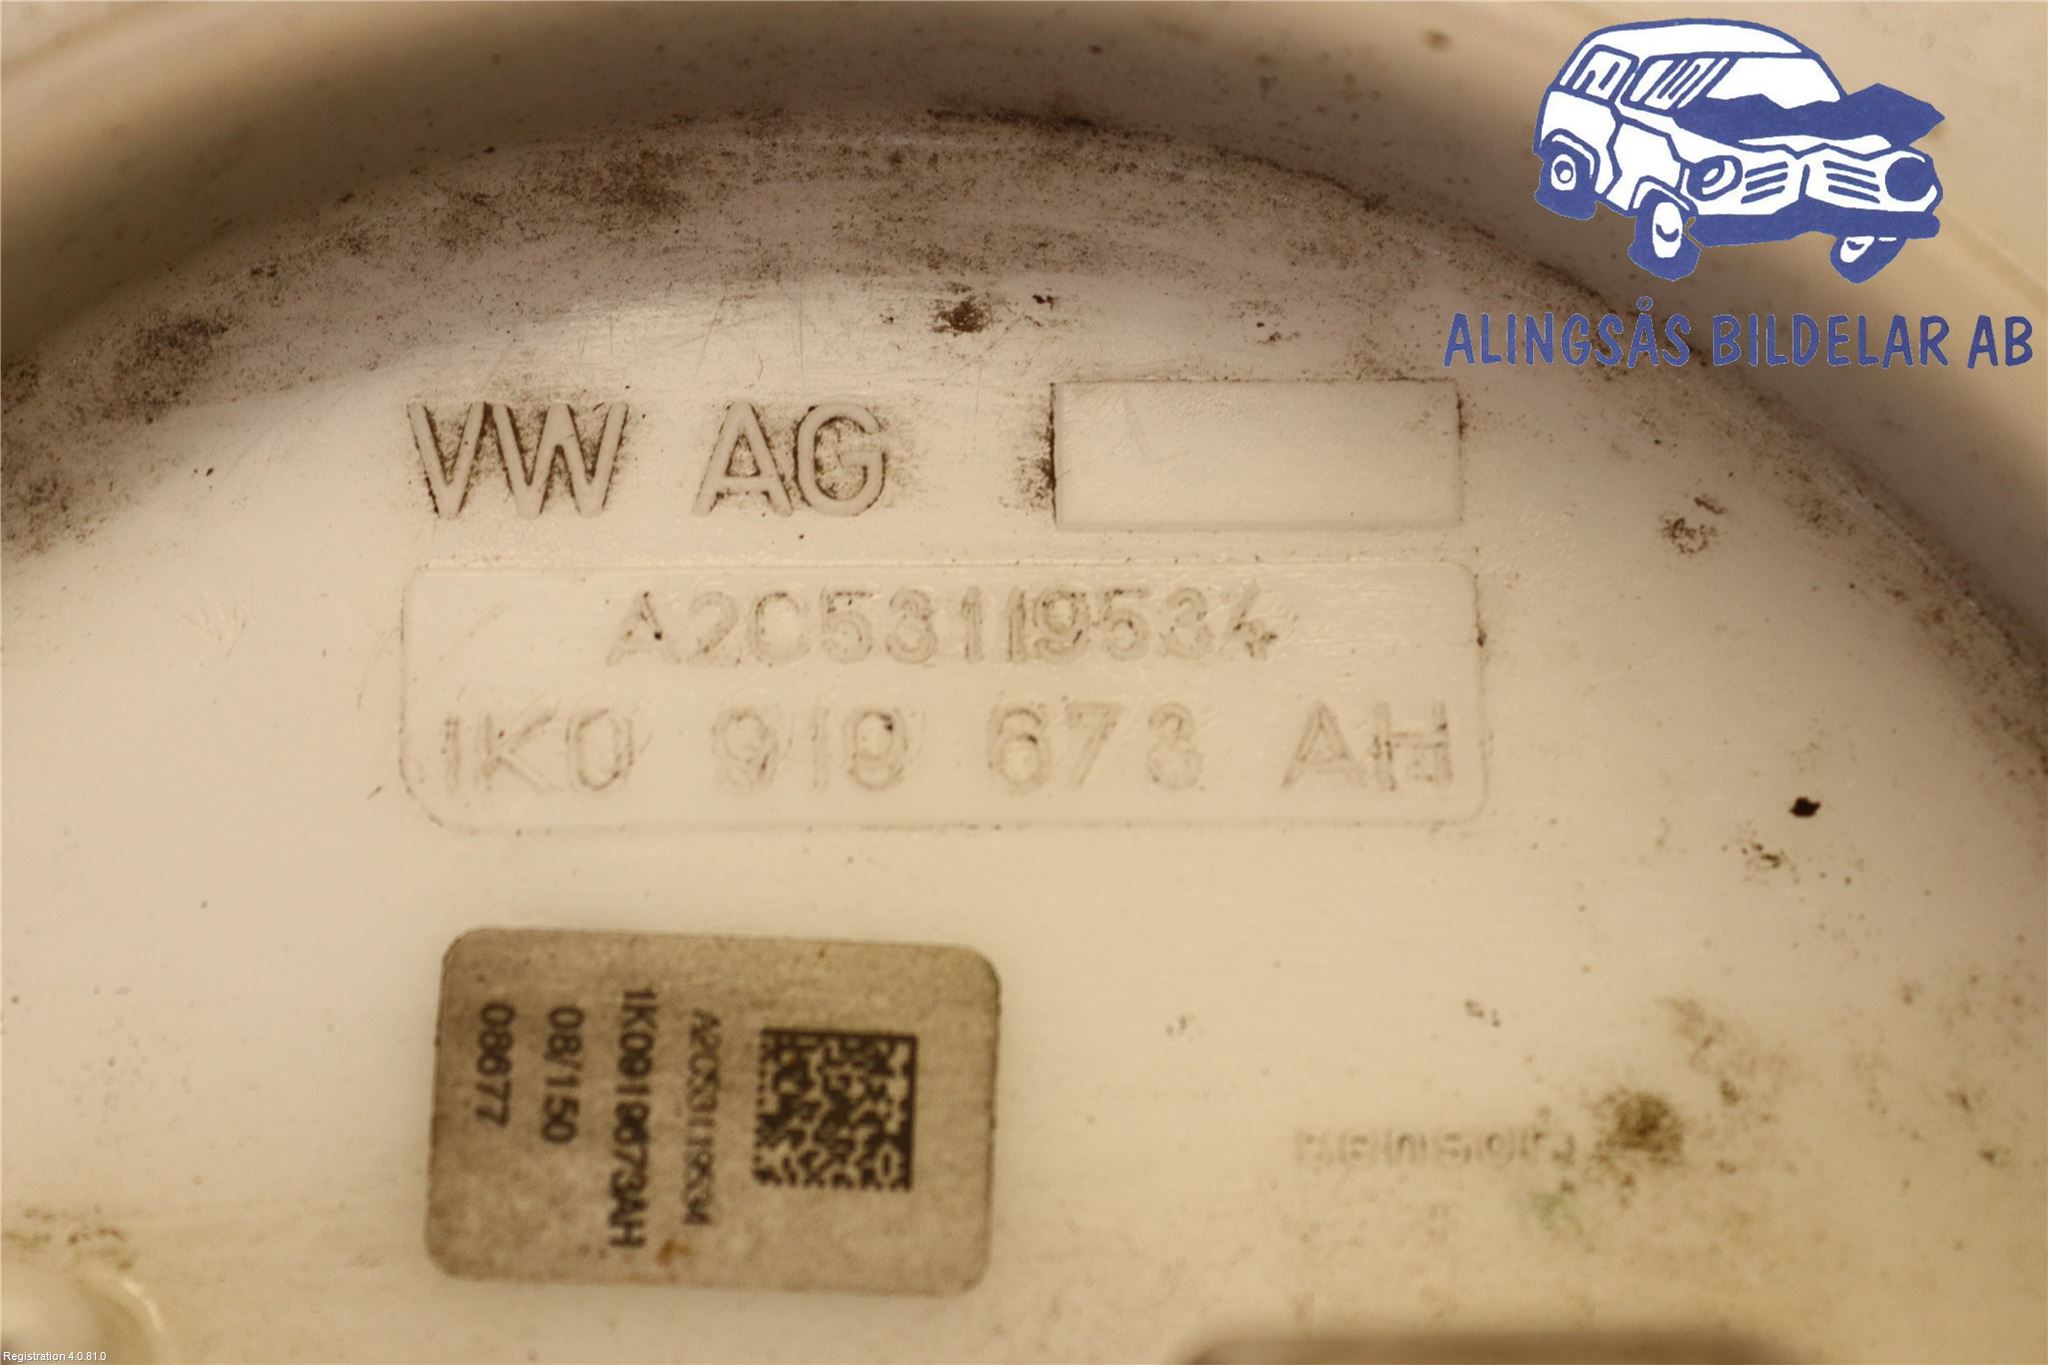 ALINGSÅS BILDELAR AB
VW AG
A2C53119534
1K0 919 673 AH
A2C53119534
1K0919673AH
08/150
08677
Registration 4.0.81.0